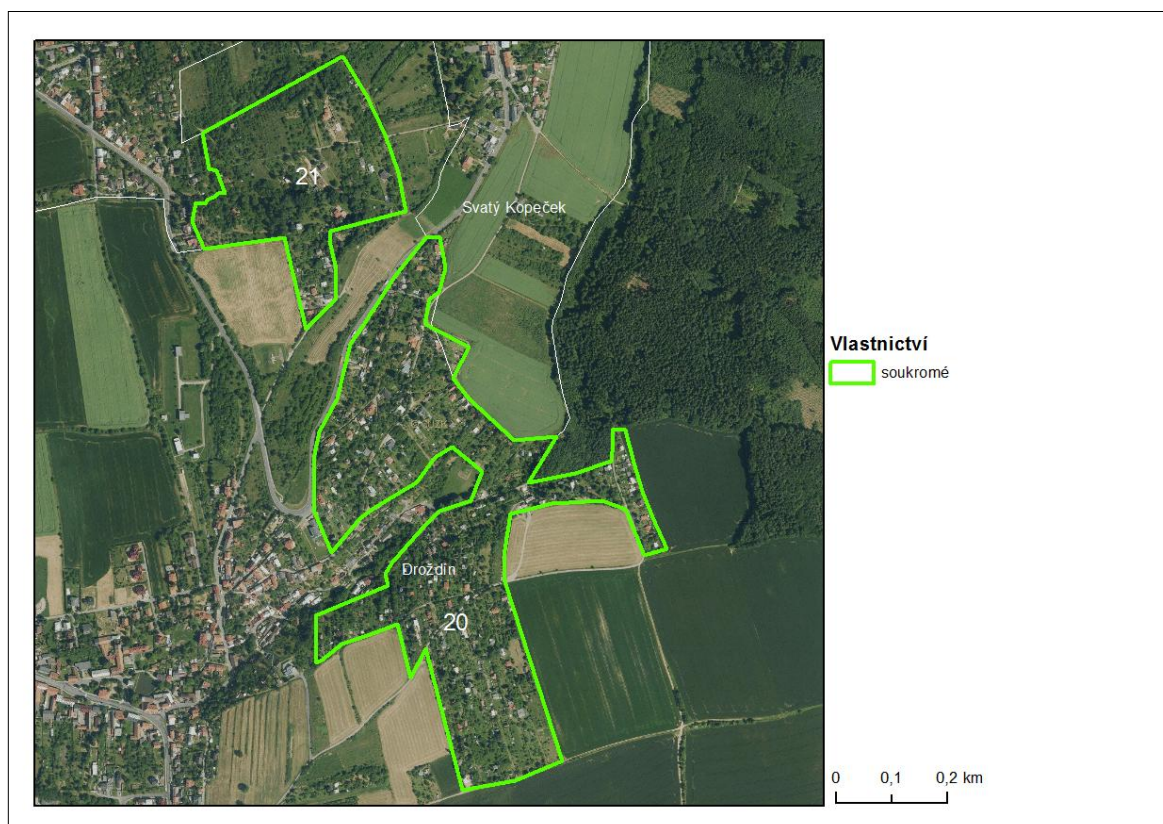 21
Svatý Kopeček
Droždín
20
Vlastnictví
soukromé
0 0,1 0,2 km